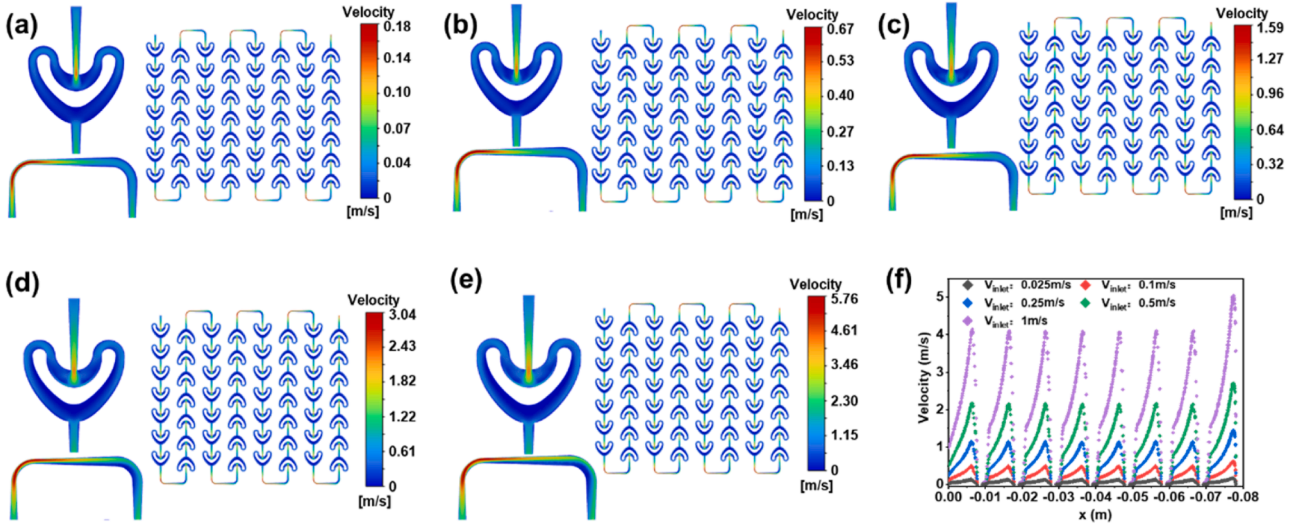 (a)
Velocity
0.18
0.14
0.10
0.07
0.04
0
[m/s]
(b)
Velocity
0.67
0.53
0.40
0.27
0.13
0
[m/s]
(c)
Velocity
1.59
1.27
0.96
0.64
0.32
0
[m/s]
(d)
Velocity
3.04
2.43
1.82
1.22
0.61
0
[m/s]
(e)
Velocity
5.76
4.61
3.46
2.30
1.15
0
[m/s]
(f)
Vinlet: 0.025m/s Vinlet: 0.1m/s
Vinlet: 0.25m/s Vinlet: 0.5m/s
Vinlet: 1m/s
Velocity (m/s)
5
4
3
2
1
0
0.00 -0.01 -0.02 -0.03 -0.04 -0.05 -0.06 -0.07 -0.08
x (m)